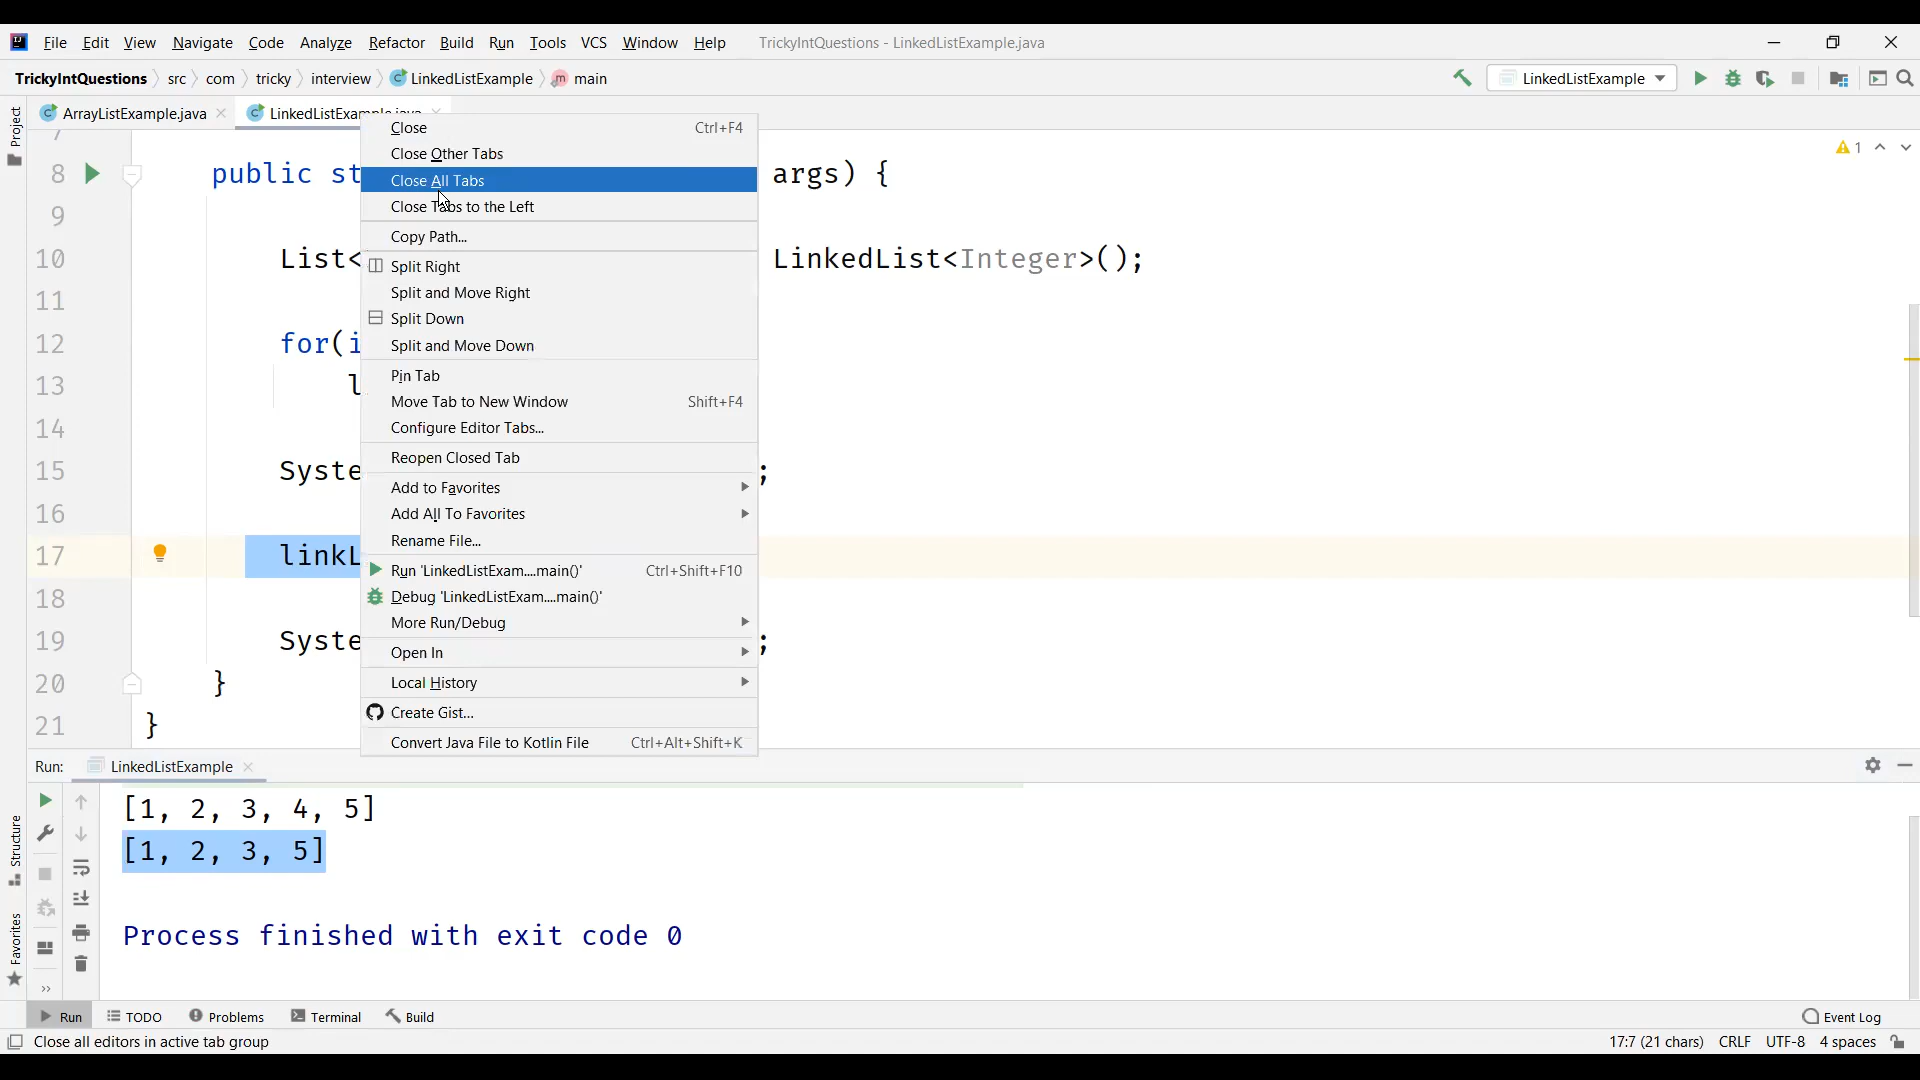 File Edit View Navigate Code Analyze Refactor Build Run Tools VCS Window Help TrickyIntQuestions - LinkedListExample.java
TrickyIntQuestions src com tricky interview LinkedListExample main LinkedListExample
Project
ArrayListExample.java LinkedListExample.java
1
Close Ctrl+F4
Close Other Tabs
Close All Tabs
Close Tabs to the Left
Copy Path...
Split Right
Split and Move Right
Split Down
Split and Move Down
Pin Tab
Move Tab to New Window Shift+F4
Configure Editor Tabs...
Reopen Closed Tab
Add to Favorites
Add All To Favorites
Rename File...
Run 'LinkedListExam....main()' Ctrl+Shift+F10
Debug 'LinkedListExam....main()'
More Run/Debug
Open In
Local History
Create Gist...
Convert Java File to Kotlin File Ctrl+Alt+Shift+K
8 public st args) {
9
10 List< LinkedList<Integer>();
11
12 for(i
13 l
14
15 Syste ;
16
17 linkL
18
19 Syste ;
20 }
21 }
Run: LinkedListExample
[1, 2, 3, 4, 5]
[1, 2, 3, 5]
Process finished with exit code 0
Structure
Favorites
Run TODO Problems Terminal Build Event Log
Close all editors in active tab group 17:7 (21 chars) CRLF UTF-8 4 spaces